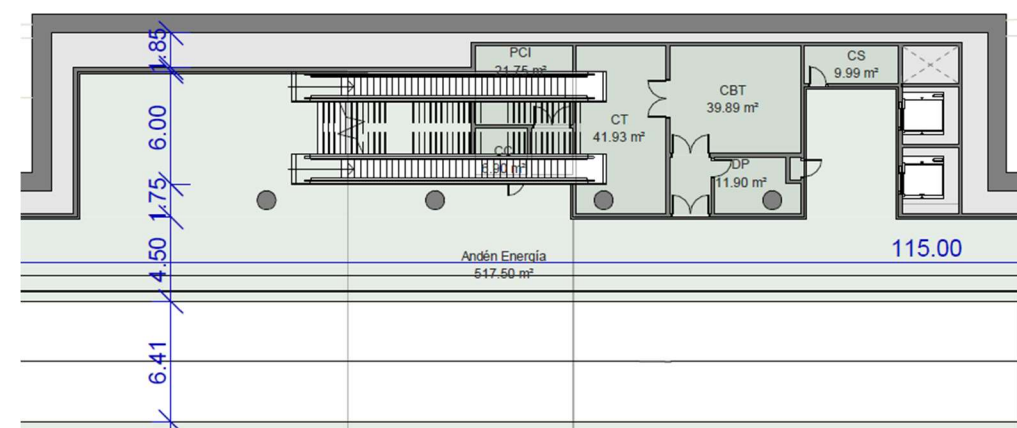 1.85
PCI
21.75 m²
CS
9.99 m²
6.00
CBT
39.89 m²
CT
41.93 m²
CC
6.90 m²
DP
11.90 m²
1.75
4.50
Andén Energía
517.50 m²
115.00
6.41